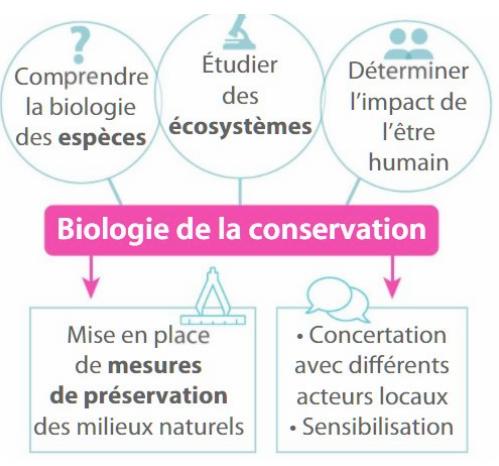 ?
Comprendre
la biologie
des espèces
Étudier
des
écosystèmes
Déterminer
l'impact de
l'être
humain
Biologie de la conservation
Mise en place
de mesures
de préservation
des milieux naturels
• Concertation
avec différents
acteurs locaux
• Sensibilisation